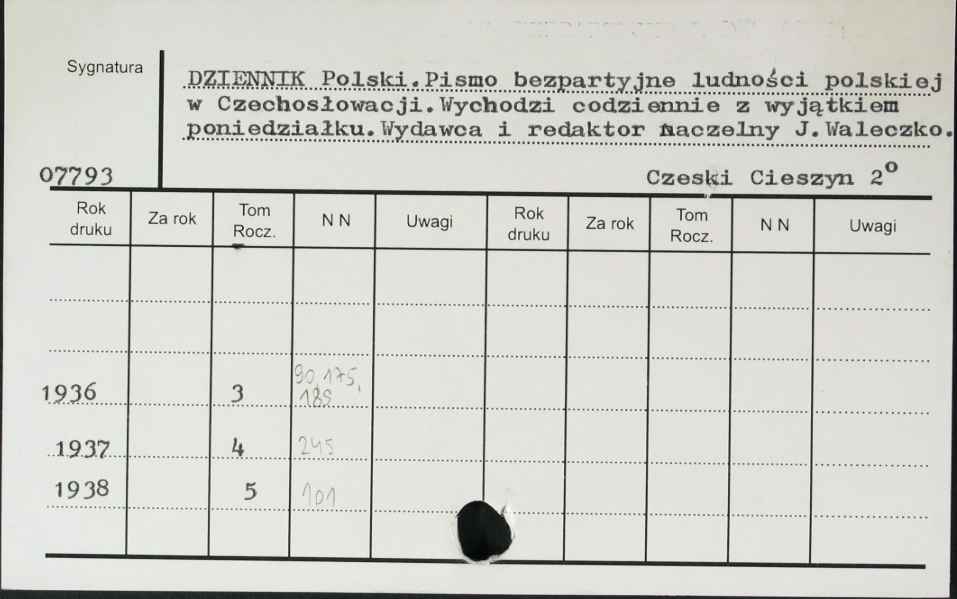 Sygnatura
DZIENNIK Polski.Pismo bezpartyjne ludności polskiej
w Czechosłowacji.Wychodzi codziennie z wyjątkiem
poniedziałku.Wydawca i redaktor naczelny J.Waleczko.
07793
Czeski Cieszyn 2°
Rok druku Za rok Tom Rocz. N N Uwagi Rok druku Za rok Tom Rocz. N N Uwagi
1936 3 90, 175, 189
1937 4 245
1938 5 101